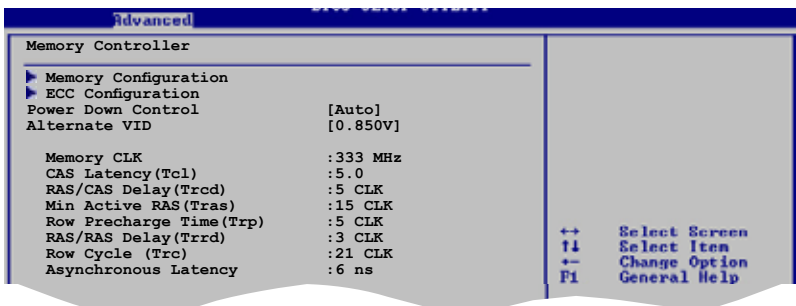 Advanced
Memory Controller
Memory Configuration
ECC Configuration
Power Down Control [Auto]
Alternate VID [0.850V]
Memory CLK :333 MHz
CAS Latency(Tcl) :5.0
RAS/CAS Delay(Trcd) :5 CLK
Min Active RAS(Tras) :15 CLK
Row Precharge Time(Trp) :5 CLK
RAS/RAS Delay(Trrd) :3 CLK
Row Cycle (Trc) :21 CLK
Asynchronous Latency :6 ns
↔ Select Screen
↑↓ Select Item
+- Change Option
F1 General Help